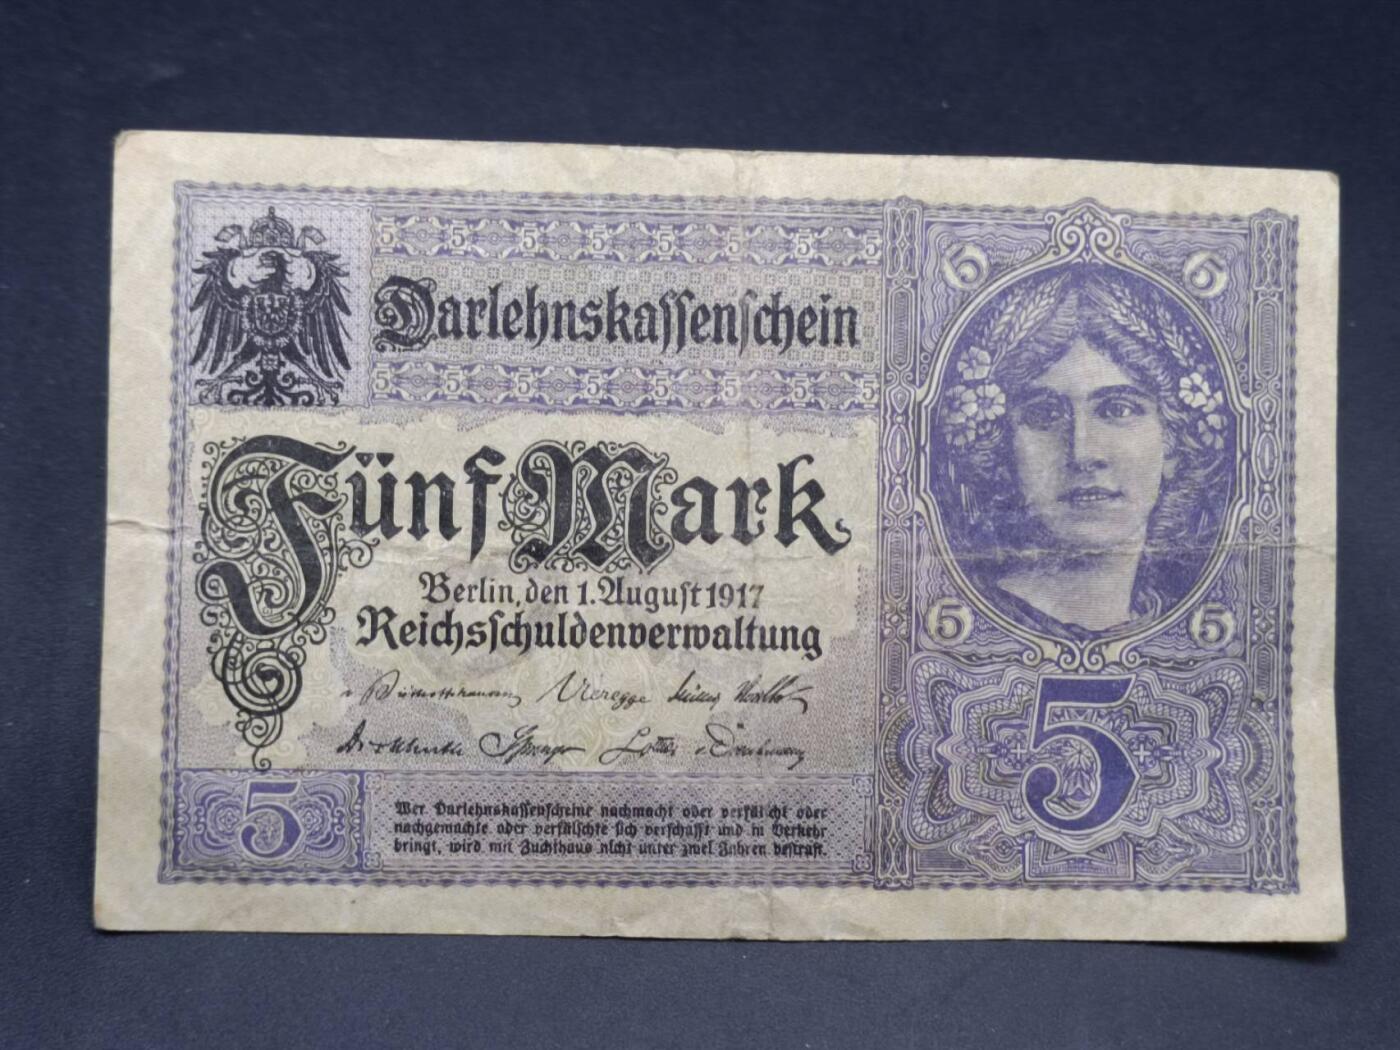 5 5 5 5 5 5 5 5
Darlehnskassenschein
5 5 5 5 5 5 5 5
Fünf Mark
Berlin, den 1. August 1917
Reichsschuldenverwaltung
Vieregge
Springer
5
Wer Darlehnskassenscheine nachmacht oder verfälscht oder
nachgemachte oder verfälschte sich verschafft und in Verkehr
bringt, wird mit Zuchthaus nicht unter zwei Jahren bestraft.
5 5
5 5
5